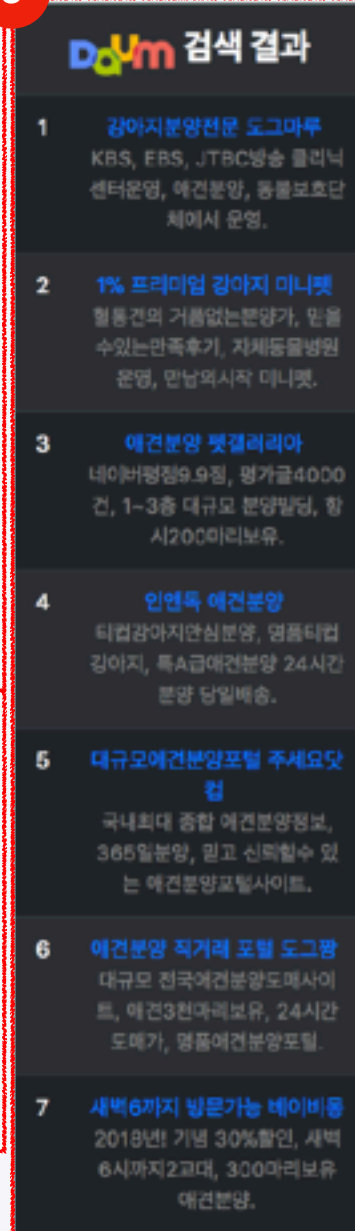 Daum 검색 결과
1
강아지분양전문 도그마루
KBS, EBS, JTBC방송 클리닉
센터운영, 애견분양, 동물보호단
체에서 운영.
2
1% 프리미엄 강아지 미니펫
혈통견의 거품없는분양가, 믿을
수있는만족후기, 자체동물병원
운영, 만남의시작 미니펫.
3
애견분양 펫갤러리아
네이버평점9.9점, 평가글4000
건, 1~3층 대규모 분양빌딩, 항
시200마리보유.
4
인앤독 애견분양
티컵강아지안심분양, 명품티컵
강아지, 특A급애견분양 24시간
분양 당일배송.
5
대규모애견분양포털 주세요닷
컴
국내최대 종합 애견분양정보,
365일분양, 믿고 신뢰할수 있
는 애견분양포털사이트.
6
애견분양 직거래 포털 도그짱
대규모 전국애견분양도매사이
트, 애견3천마리보유, 24시간
도매가, 명품애견분양포털.
7
새벽6까지 방문가능 베이비몽
2018년! 기념 30%할인, 새벽
6시까지2교대, 300마리보유
애견분양.